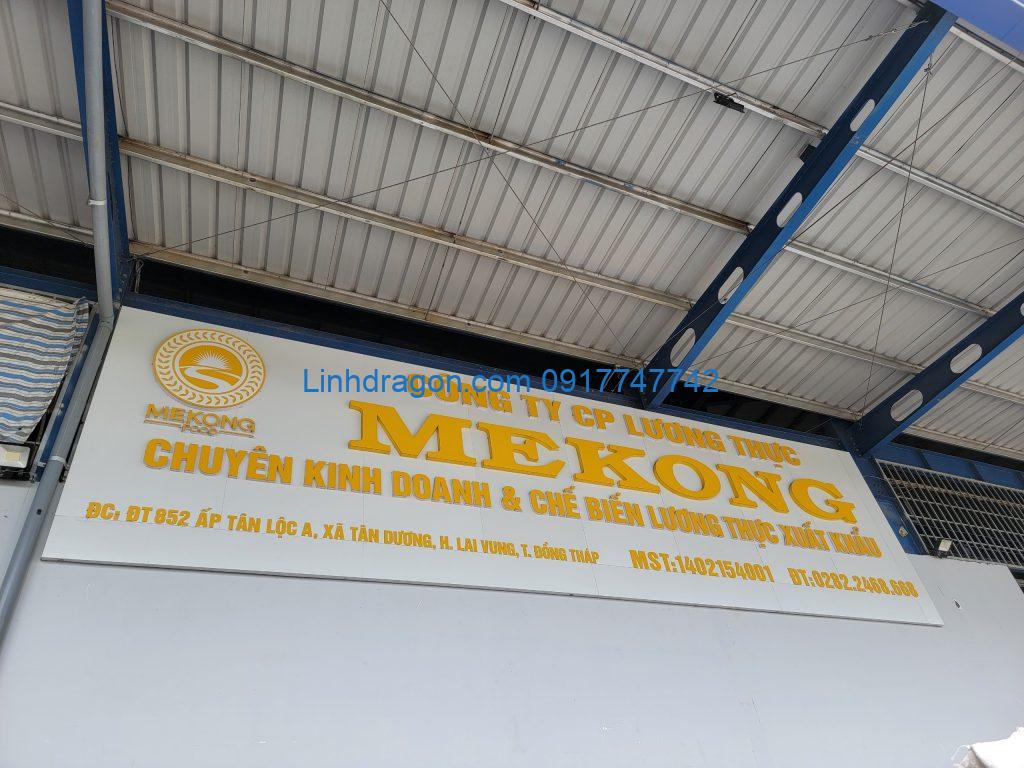 Linhdragon.com 0917747742
CÔNG TY CP LƯƠNG THỰC
MEKONG
MEKONG
FOOD
CHUYÊN KINH DOANH & CHẾ BIẾN LƯƠNG THỰC XUẤT KHẨU
ĐC: ĐT 852 ẤP TÂN LỘC A, XÃ TÂN DƯƠNG, H. LAI VUNG, T. ĐỒNG THÁP MST:1402154001 ĐT:0282.2460.668